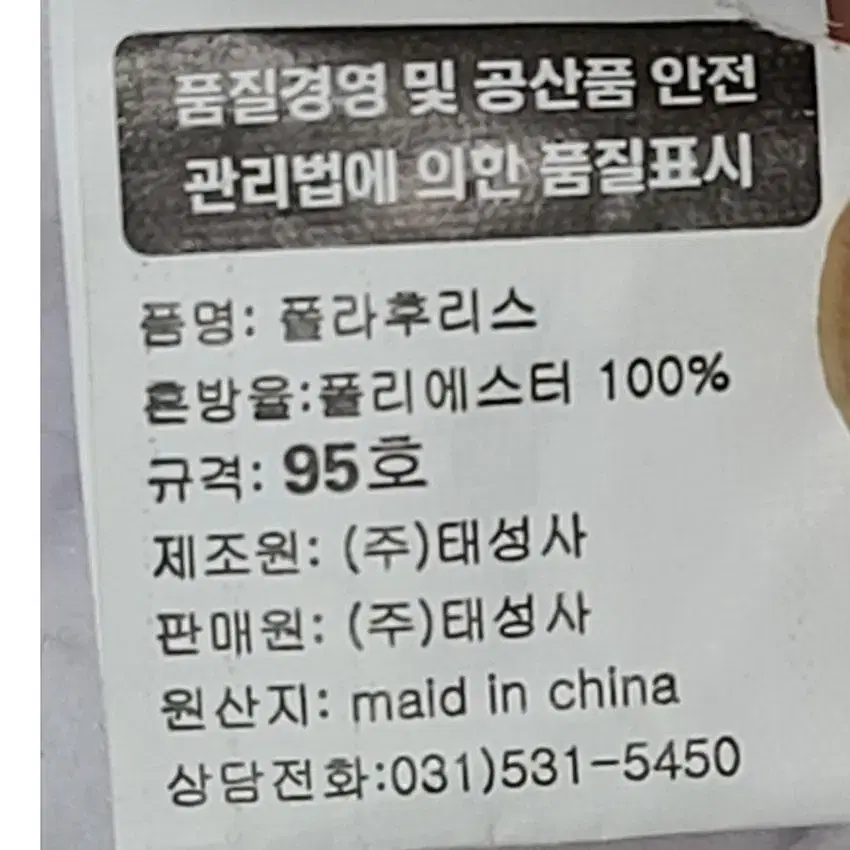 품질경영 및 공산품 안전
관리법에 의한 품질표시
품명: 폴라후리스
혼방율:폴리에스터 100%
규격: 95호
제조원: (주)태성사
판매원: (주)태성사
원산지: maid in china
상담전화:031)531-5450